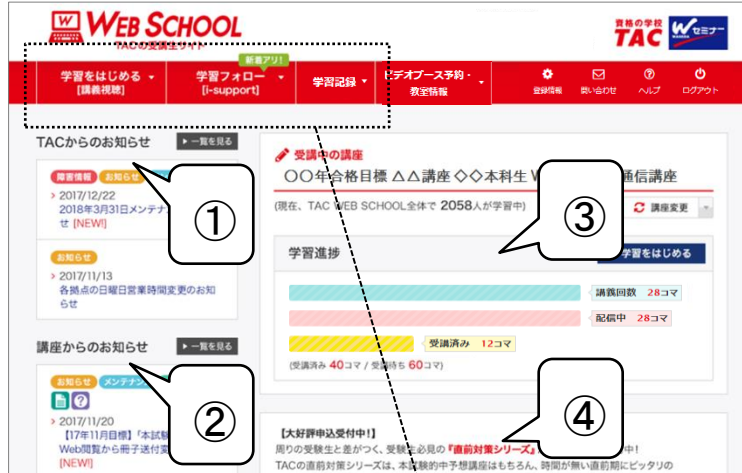 WEB SCHOOL
TACの受講生サイト
資格の学校
TAC
Wセミナー
新着アリ!
学習をはじめる
[講義視聴]
学習フォロー
[i-support]
学習記録
ビデオブース予約・
教室情報
登録情報
問い合わせ
ヘルプ
ログアウト
TACからのお知らせ
一覧を見る
障害情報
お知らせ
2017/12/22
2018年3月31日メンテナ
せ [NEW!]
①
お知らせ
2017/11/13
各拠点の日曜日営業時間変更のお知
らせ
講座からのお知らせ
一覧を見る
お知らせ
メンテナン
2017/11/20
【17年11月目標】「本試験
Web閲覧から冊子送付変
[NEW!]
②
受講中の講座
〇〇年合格目標 △△講座 ◇◇本科生 W
通信講座
(現在、TAC WEB SCHOOL全体で 2058人が学習中)
講座変更
③
学習進捗
学習をはじめる
講義回数 28コマ
配信中 28コマ
受講済み 12コマ
(受講済み 40コマ / 受講待ち 60コマ)
④
【大好評申込受付中!】
周りの受験生と差がつく、受験生必見の『直前対策シリーズ』
中!
TACの直前対策シリーズは、本試験的中予想講座はもちろん、時間が無い直前期にピッタリの